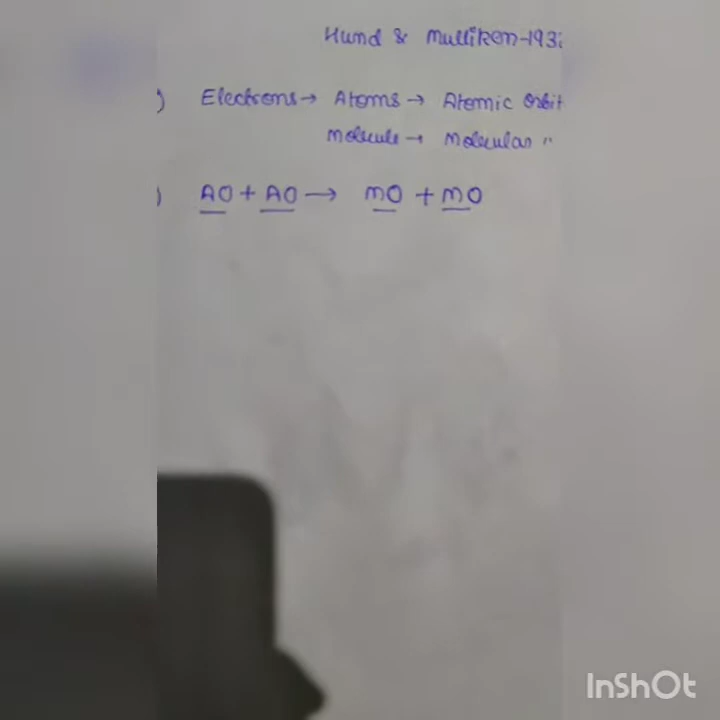 Hund & Mulliken-193
) Electrons → Atoms → Atomic Orbit
Molecule → Molecular "
) AO + AO → MO + MO
InShOt